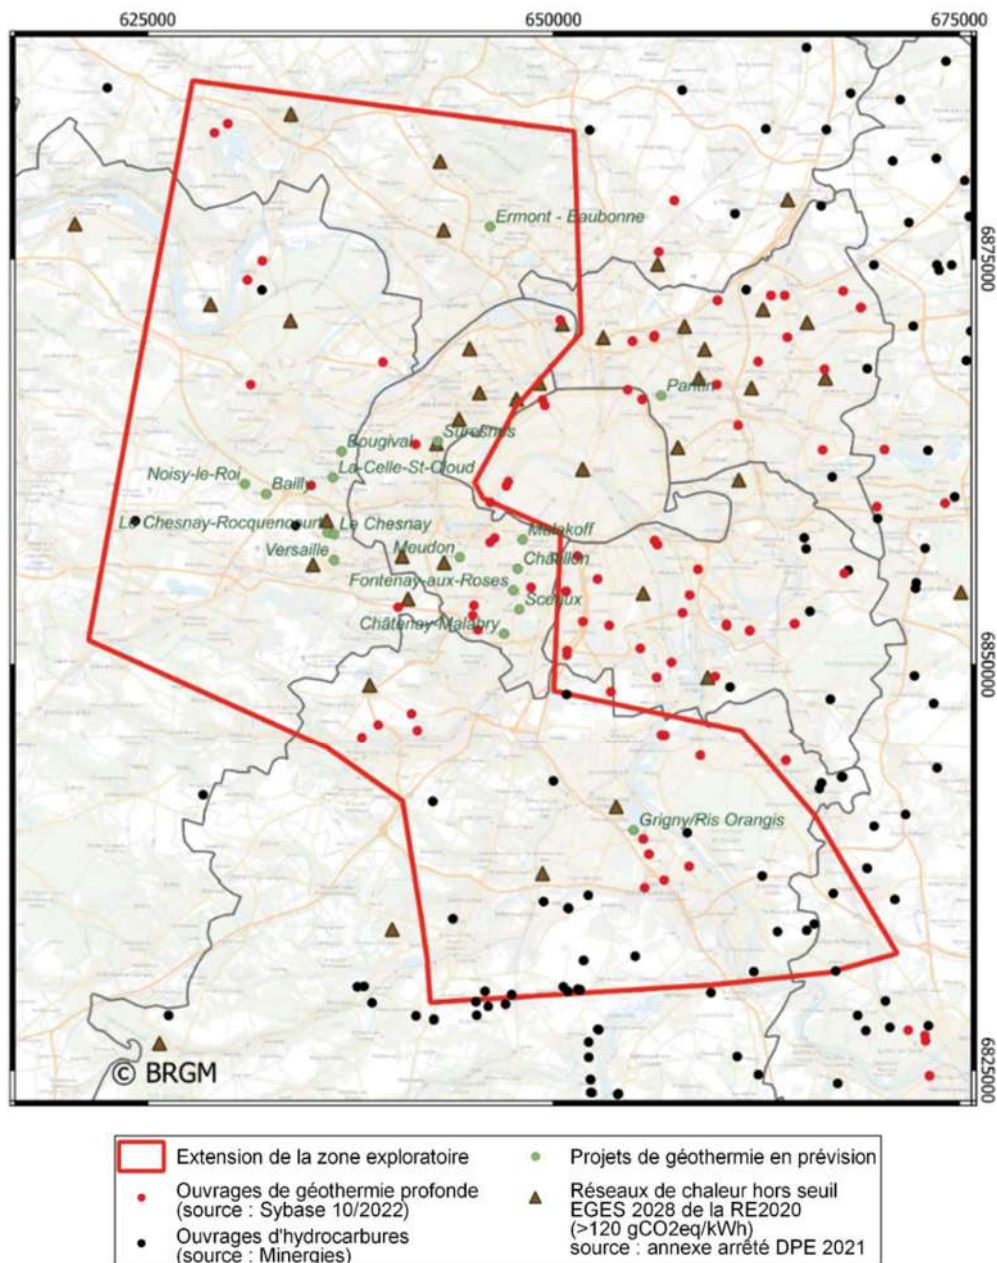 625000
650000
675000
6875000
Ermont - Eaubonne
Pantin
Suresnes
Bougival
La-Celle-St-Cloud
Noisy-le-Roi
Bailly
Le Chesnay-Rocquencourt
Le Chesnay
Malakoff
Versaille
Meudon
Châtillon
Fontenay-aux-Roses
Sceaux
Châtenay-Malabry
6850000
Grigny/Ris Orangis
6825000
© BRGM
Extension de la zone exploratoire
Ouvrages de géothermie profonde
(source : Sybase 10/2022)
Ouvrages d'hydrocarbures
(source : Minergies)
Projets de géothermie en prévision
Réseaux de chaleur hors seuil
EGES 2028 de la RE2020
(>120 gCO2eq/kWh)
source : annexe arrêté DPE 2021